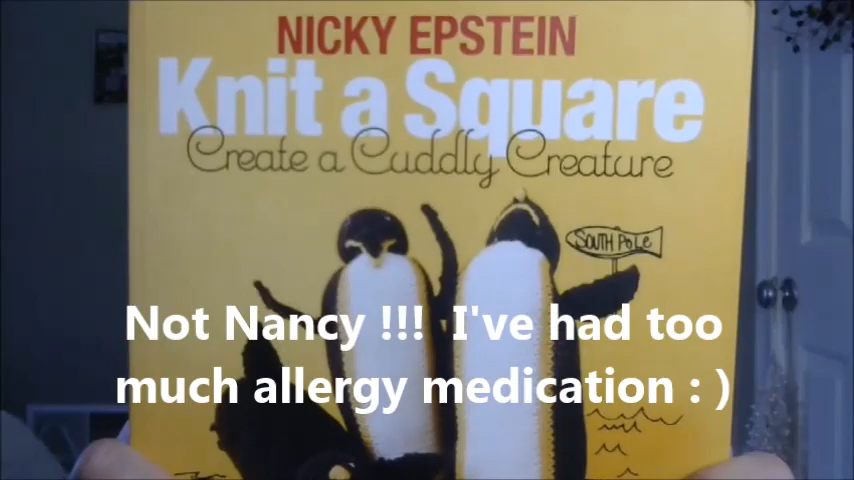 NICKY EPSTEIN
Knit a Square
Create a Cuddly Creature
SOUTH POLE
Not Nancy !!! I've had too
much allergy medication : )